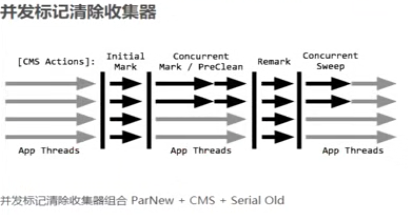 并发标记清除收集器
[CMS Actions]:
Initial
Mark
Concurrent
Mark / PreClean
Remark
Concurrent
Sweep
App Threads
App Threads
App Threads
并发标记清除收集器组合 ParNew + CMS + Serial Old